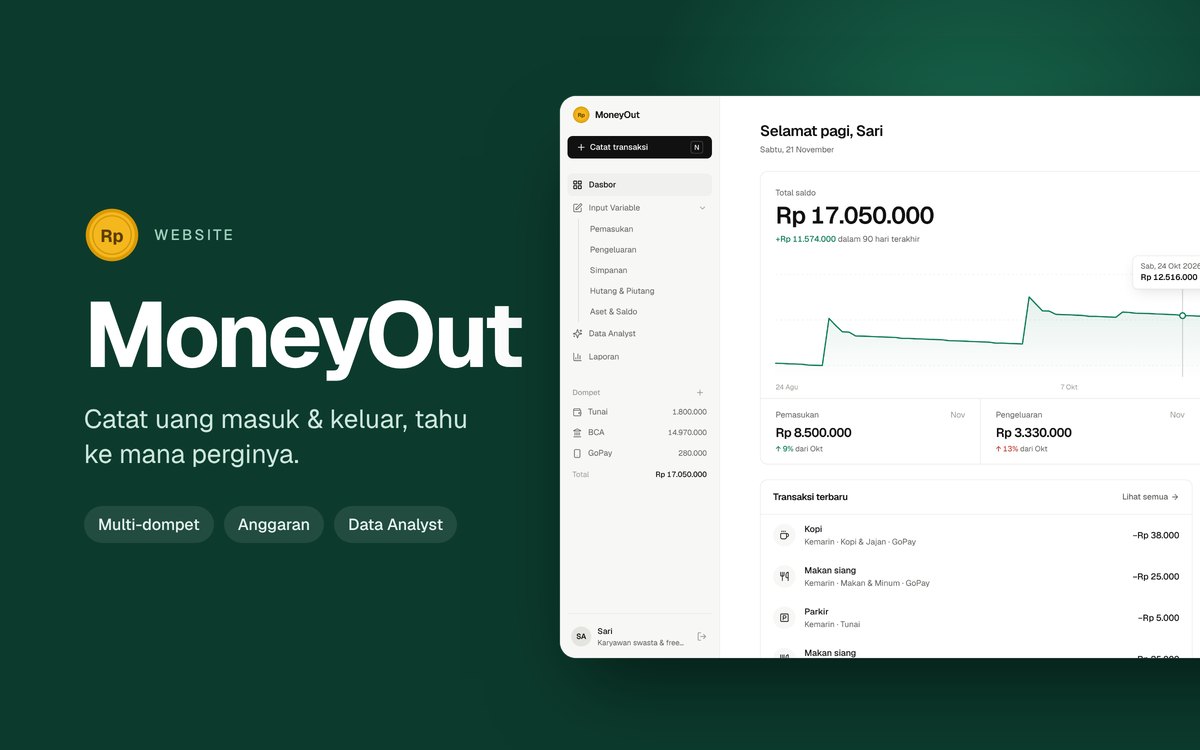 Rp
WEBSITE
MoneyOut
Catat uang masuk & keluar, tahu
ke mana perginya.
Multi-dompet
Anggaran
Data Analyst
Rp MoneyOut
+ Catat transaksi N
Dasbor
Input Variable
Pemasukan
Pengeluaran
Simpanan
Hutang & Piutang
Aset & Saldo
Data Analyst
Laporan
Dompet +
Tunai 1.800.000
BCA 14.970.000
GoPay 280.000
Total Rp 17.050.000
SA
Sari
Karyawan swasta & free...
Selamat pagi, Sari
Sabtu, 21 November
Total saldo
Rp 17.050.000
+Rp 11.574.000 dalam 90 hari terakhir
Sab, 24 Okt 2026
Rp 12.516.000
24 Agu 7 Okt
Pemasukan Nov
Rp 8.500.000
↑ 9% dari Okt
Pengeluaran Nov
Rp 3.330.000
↑ 13% dari Okt
Transaksi terbaru Lihat semua →
Kopi
Kemarin · Kopi & Jajan · GoPay
−Rp 38.000
Makan siang
Kemarin · Makan & Minum · GoPay
−Rp 25.000
P
Parkir
Kemarin · Tunai
−Rp 5.000
Makan siang